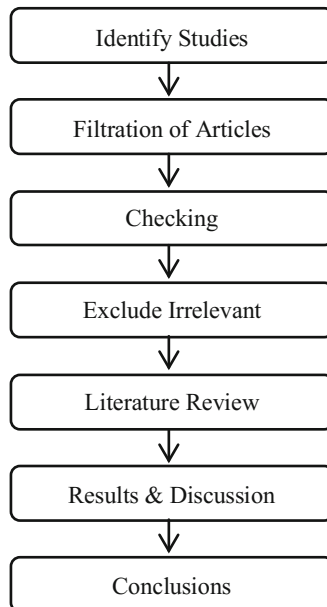 Identify Studies
Filtration of Articles
Checking
Exclude Irrelevant
Literature Review
Results & Discussion
Conclusions